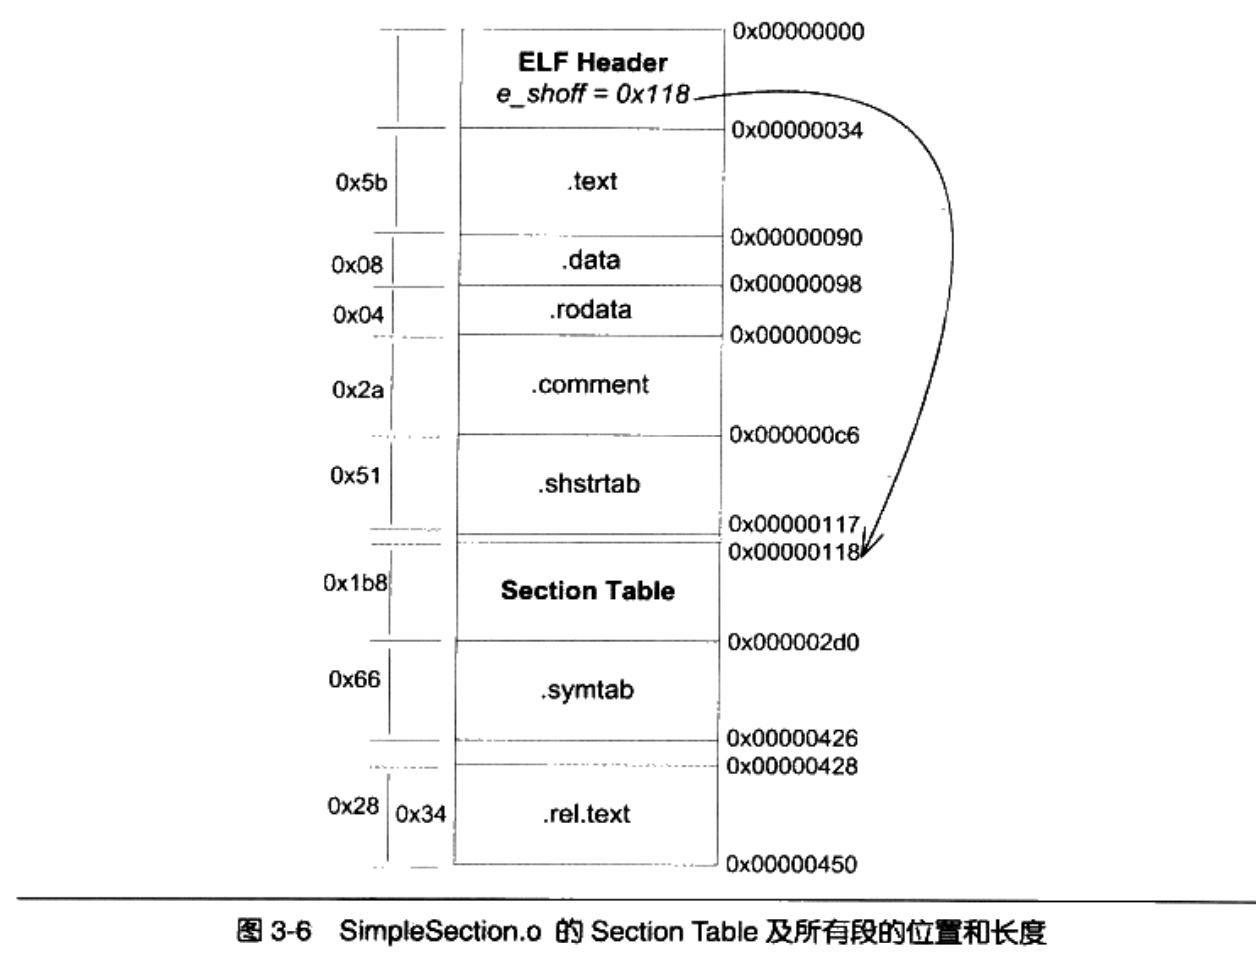 0x00000000
ELF Header
e_shoff = 0x118
0x00000034
0x5b
.text
0x00000090
0x08
.data
0x00000098
0x04
.rodata
0x0000009c
0x2a
.comment
0x000000c6
0x51
.shstrtab
0x00000117
0x00000118
0x1b8
Section Table
0x000002d0
0x66
.symtab
0x00000426
0x00000428
0x28
0x34
.rel.text
0x00000450
图 3-6 SimpleSection.o 的 Section Table 及所有段的位置和长度